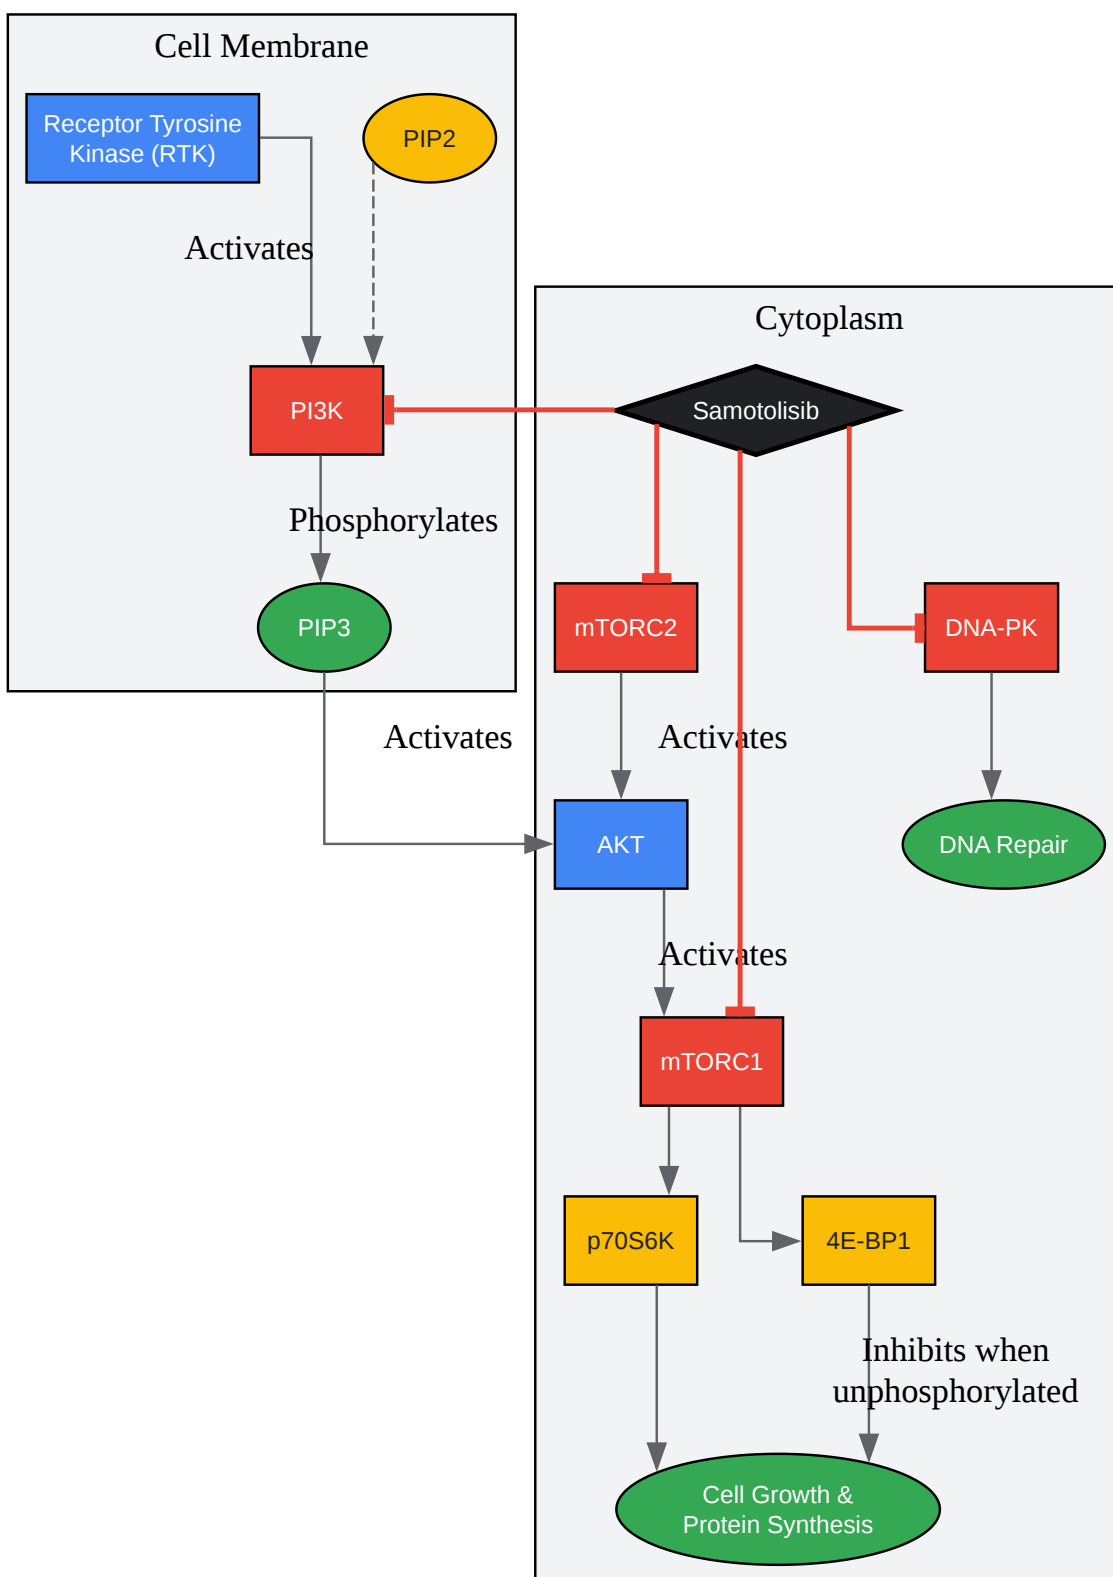 Cell Membrane
Receptor Tyrosine
Kinase (RTK)
PIP2
Activates
Cytoplasm
PI3K
Samotolisib
Phosphorylates
PIP3
mTORC2
DNA-PK
Activates
Activates
AKT
DNA Repair
Activates
mTORC1
p70S6K
4E-BP1
Inhibits when
unphosphorylated
Cell Growth &
Protein Synthesis